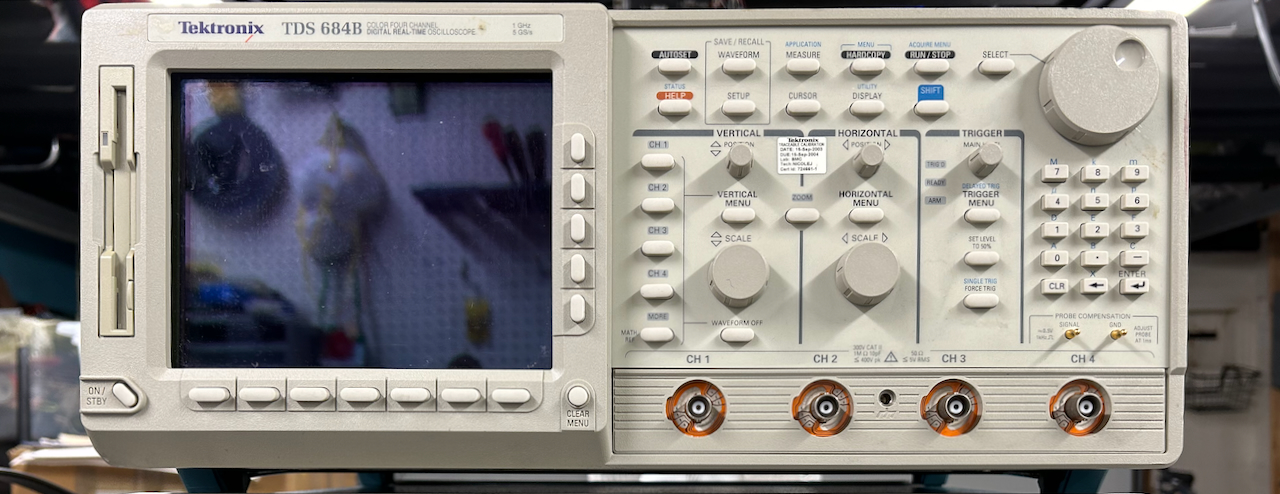 Tektronix TDS 684B COLOR FOUR CHANNEL
DIGITAL REAL-TIME OSCILLOSCOPE
1 GHz
5 GS/s
ON/
STBY
CLEAR
MENU
SAVE / RECALL
AUTOSET
WAVEFORM
APPLICATION
MEASURE
MENU
HARDCOPY
ACQUIRE MENU
RUN / STOP
SELECT
STATUS
HELP
SETUP
CURSOR
UTILITY
DISPLAY
SHIFT
VERTICAL
POSITION
VERTICAL
MENU
SCALE
WAVEFORM OFF
CH 1
CH 2
CH 3
CH 4
MORE
MATH
REF
Tektronix
TRACEABLE CALIBRATION
ZOOM
HORIZONTAL
POSITION
HORIZONTAL
MENU
SCALE
TRIGGER
MAIN
TRIG'D
READY
ARM
DELAYED TRIG
TRIGGER
MENU
SET LEVEL
TO 50%
SINGLE TRIG
FORCE TRIG
M k m
7 8 9
4 5 6
1 2 3
0 . –
X ENTER
CLR ← ↵
PROBE COMPENSATION
SIGNAL GND
ADJUST
PROBE
AT 1ms
CH 1 CH 2 CH 3 CH 4